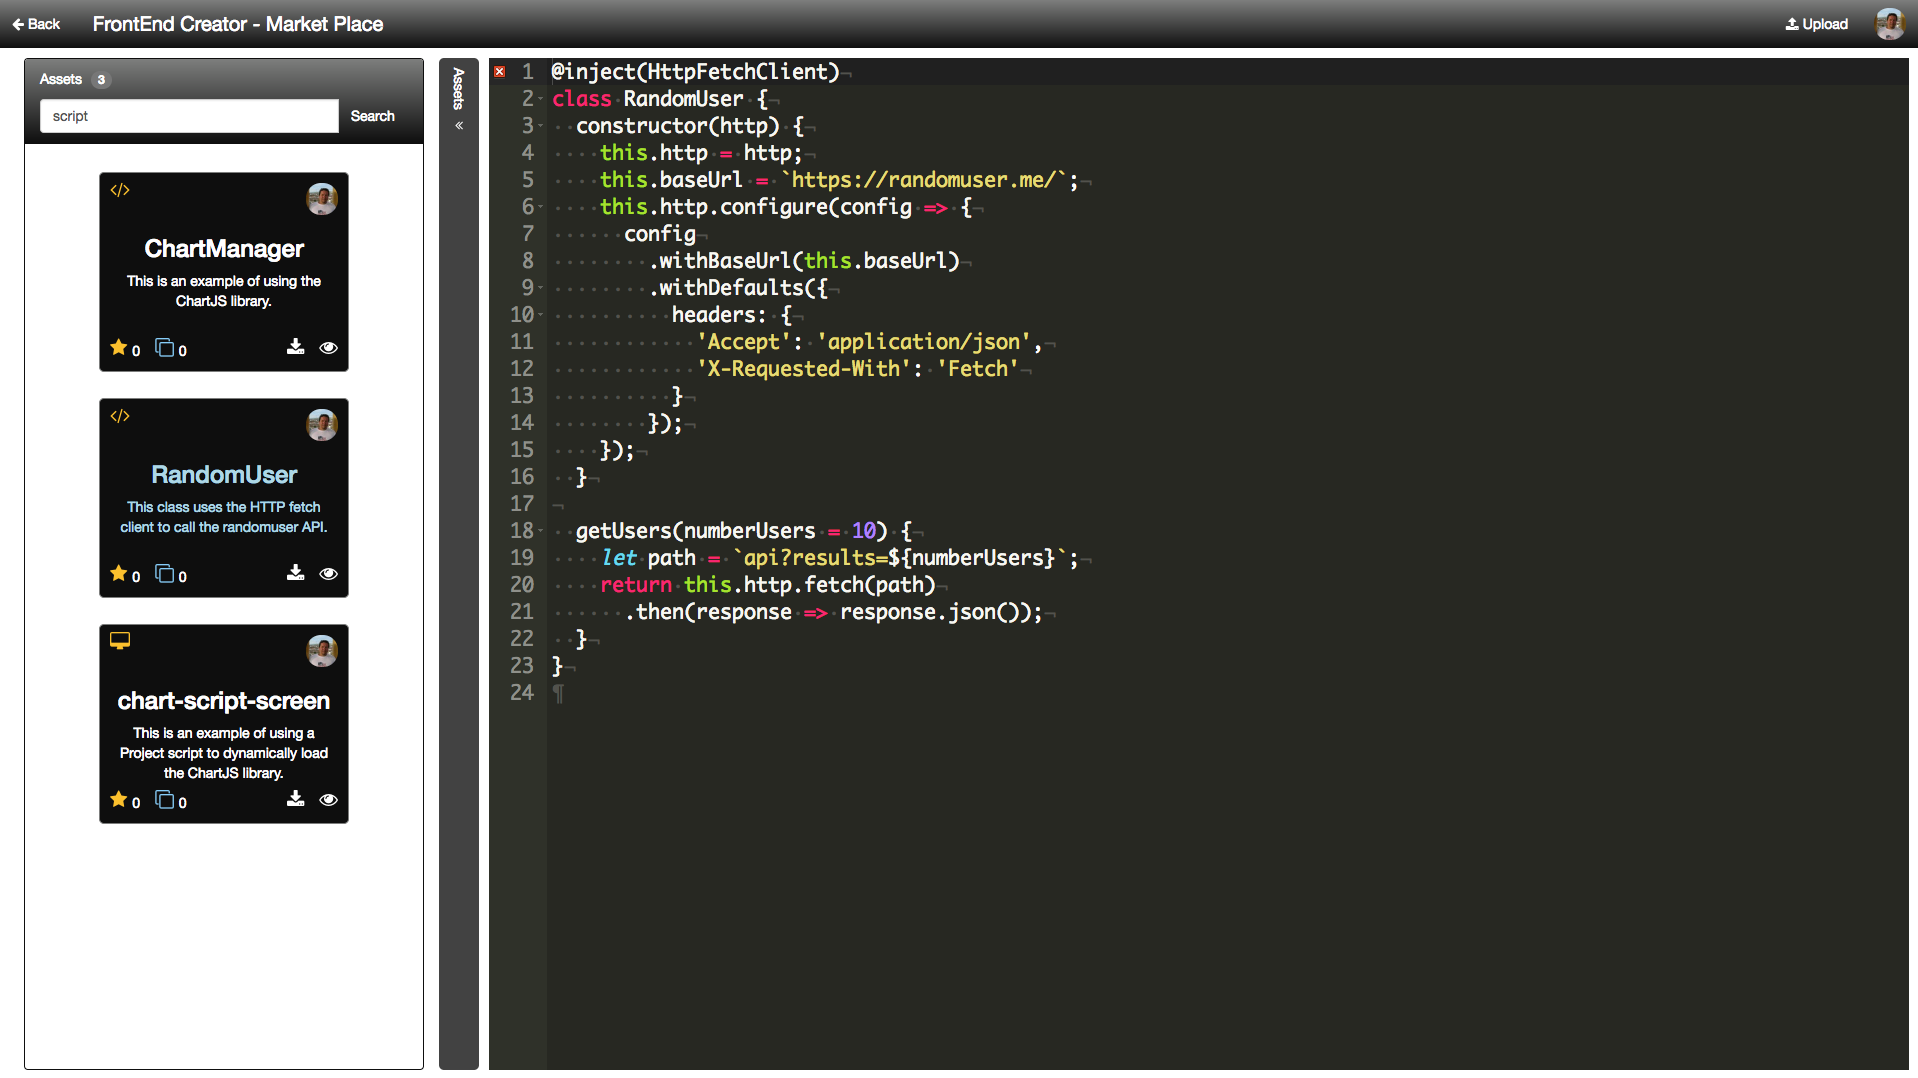 Back
FrontEnd Creator - Market Place
Upload
Assets 3
script
Search
ChartManager
This is an example of using the
ChartJS library.
0 0
RandomUser
This class uses the HTTP fetch
client to call the randomuser API.
0 0
chart-script-screen
This is an example of using a
Project script to dynamically load
the ChartJS library.
0 0
Assets «
1 @inject(HttpFetchClient)¬
2 class·RandomUser·{¬
3 ··constructor(http)·{¬
4 ····this.http·=·http;¬
5 ····this.baseUrl·=·`https://randomuser.me/`;¬
6 ····this.http.configure(config·=>·{¬
7 ······config¬
8 ········.withBaseUrl(this.baseUrl)¬
9 ········.withDefaults({¬
10 ··········headers:·{¬
11 ············'Accept':·'application/json',¬
12 ············'X-Requested-With':·'Fetch'¬
13 ··········}¬
14 ········});¬
15 ····});¬
16 ··}¬
17 ¬
18 ··getUsers(numberUsers·=·10)·{¬
19 ····let·path·=·`api?results=${numberUsers}`;¬
20 ····return·this.http.fetch(path)¬
21 ······.then(response·=>·response.json());¬
22 ··}¬
23 }¬
24 ¶